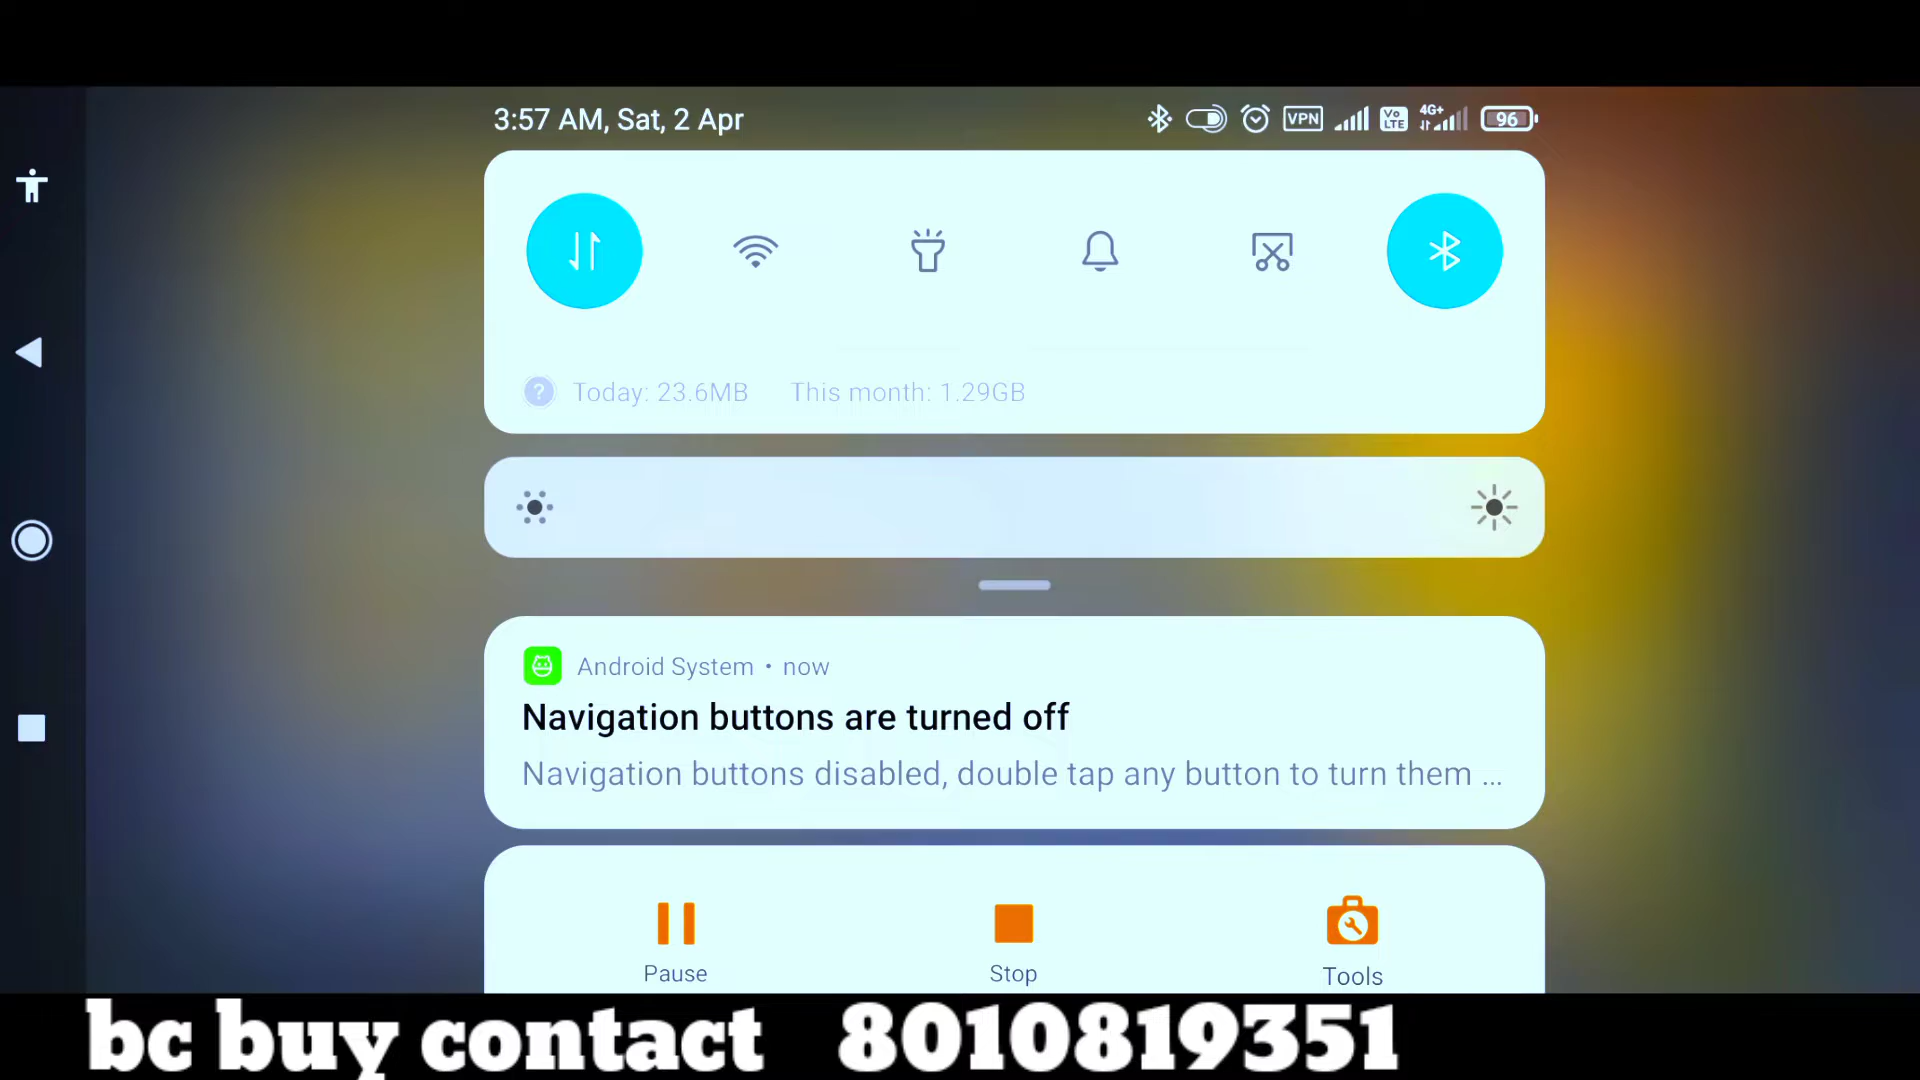 3:57 AM, Sat, 2 Apr
VPN
Vo LTE
4G+
96
Today: 23.6MB This month: 1.29GB
Android System • now
Navigation buttons are turned off
Navigation buttons disabled, double tap any button to turn them ...
Pause Stop Tools
bc buy contact 8010819351